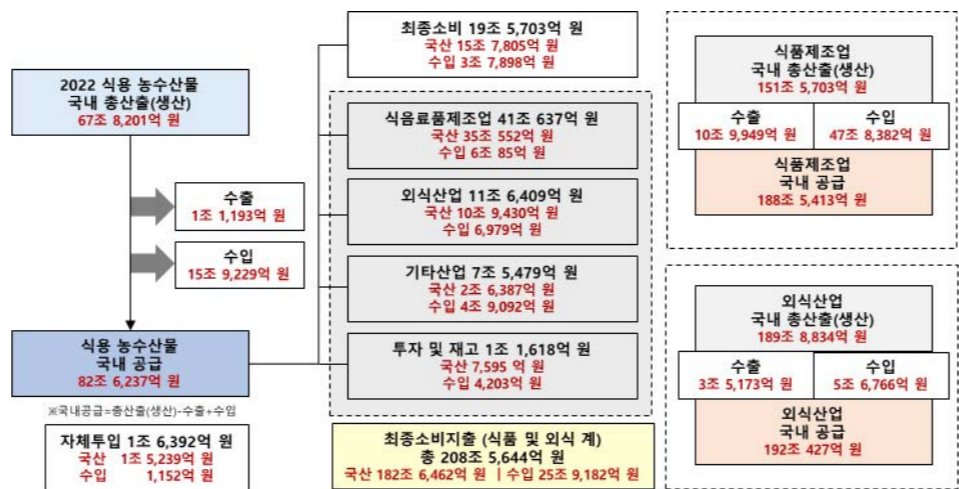 2022 식용 농수산물
국내 총산출(생산)
67조 8,201억 원
수출
1조 1,193억 원
수입
15조 9,229억 원
식용 농수산물
국내 공급
82조 6,237억 원
※국내공급=총산출(생산)-수출+수입
자체투입 1조 6,392억 원
국산 1조 5,239억 원
수입 1,152억 원
최종소비 19조 5,703억 원
국산 15조 7,805억 원
수입 3조 7,898억 원
식음료품제조업 41조 637억 원
국산 35조 552억 원
수입 6조 85억 원
외식산업 11조 6,409억 원
국산 10조 9,430억 원
수입 6,979억 원
기타산업 7조 5,479억 원
국산 2조 6,387억 원
수입 4조 9,092억 원
투자 및 재고 1조 1,618억 원
국산 7,595 억 원
수입 4,203억 원
최종소비지출 (식품 및 외식 계)
총 208조 5,644억 원
국산 182조 6,462억 원 | 수입 25조 9,182억 원
식품제조업
국내 총산출(생산)
151조 5,703억 원
수출
10조 9,949억 원
수입
47조 8,382억 원
식품제조업
국내 공급
188조 5,413억 원
외식산업
국내 총산출(생산)
189조 8,834억 원
수출
3조 5,173억 원
수입
5조 6,766억 원
외식산업
국내 공급
192조 427억 원